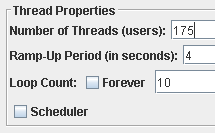 Thread Properties
Number of Threads (users): 175
Ramp-Up Period (in seconds): 4
Loop Count: Forever 10
Scheduler